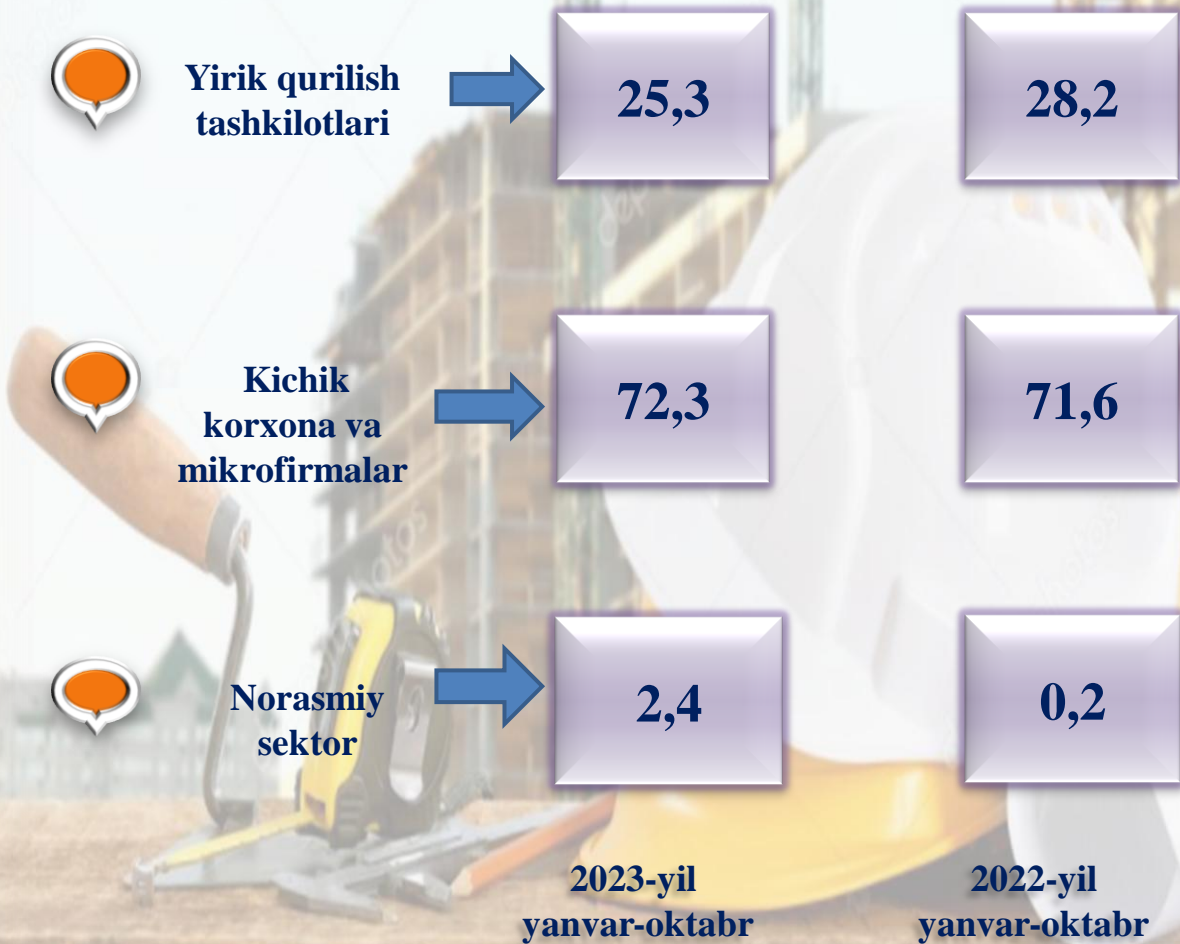 Yirik qurilish
tashkilotlari
25,3
28,2
Kichik
korxona va
mikrofirmalar
72,3
71,6
Norasmiy
sektor
2,4
0,2
2023-yil
yanvar-oktabr
2022-yil
yanvar-oktabr